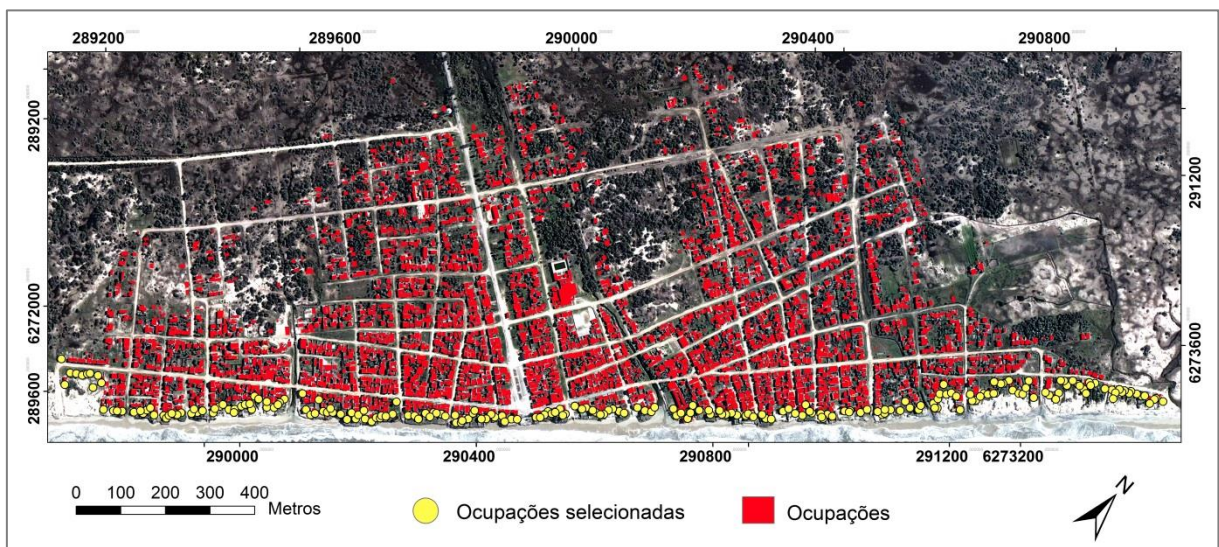 289200 289600 290000 290400 290800
289200
291200
6272000
6273600
289600
290000 290400 290800 291200 6273200
0 100 200 300 400 Metros
Ocupações selecionadas
Ocupações
N